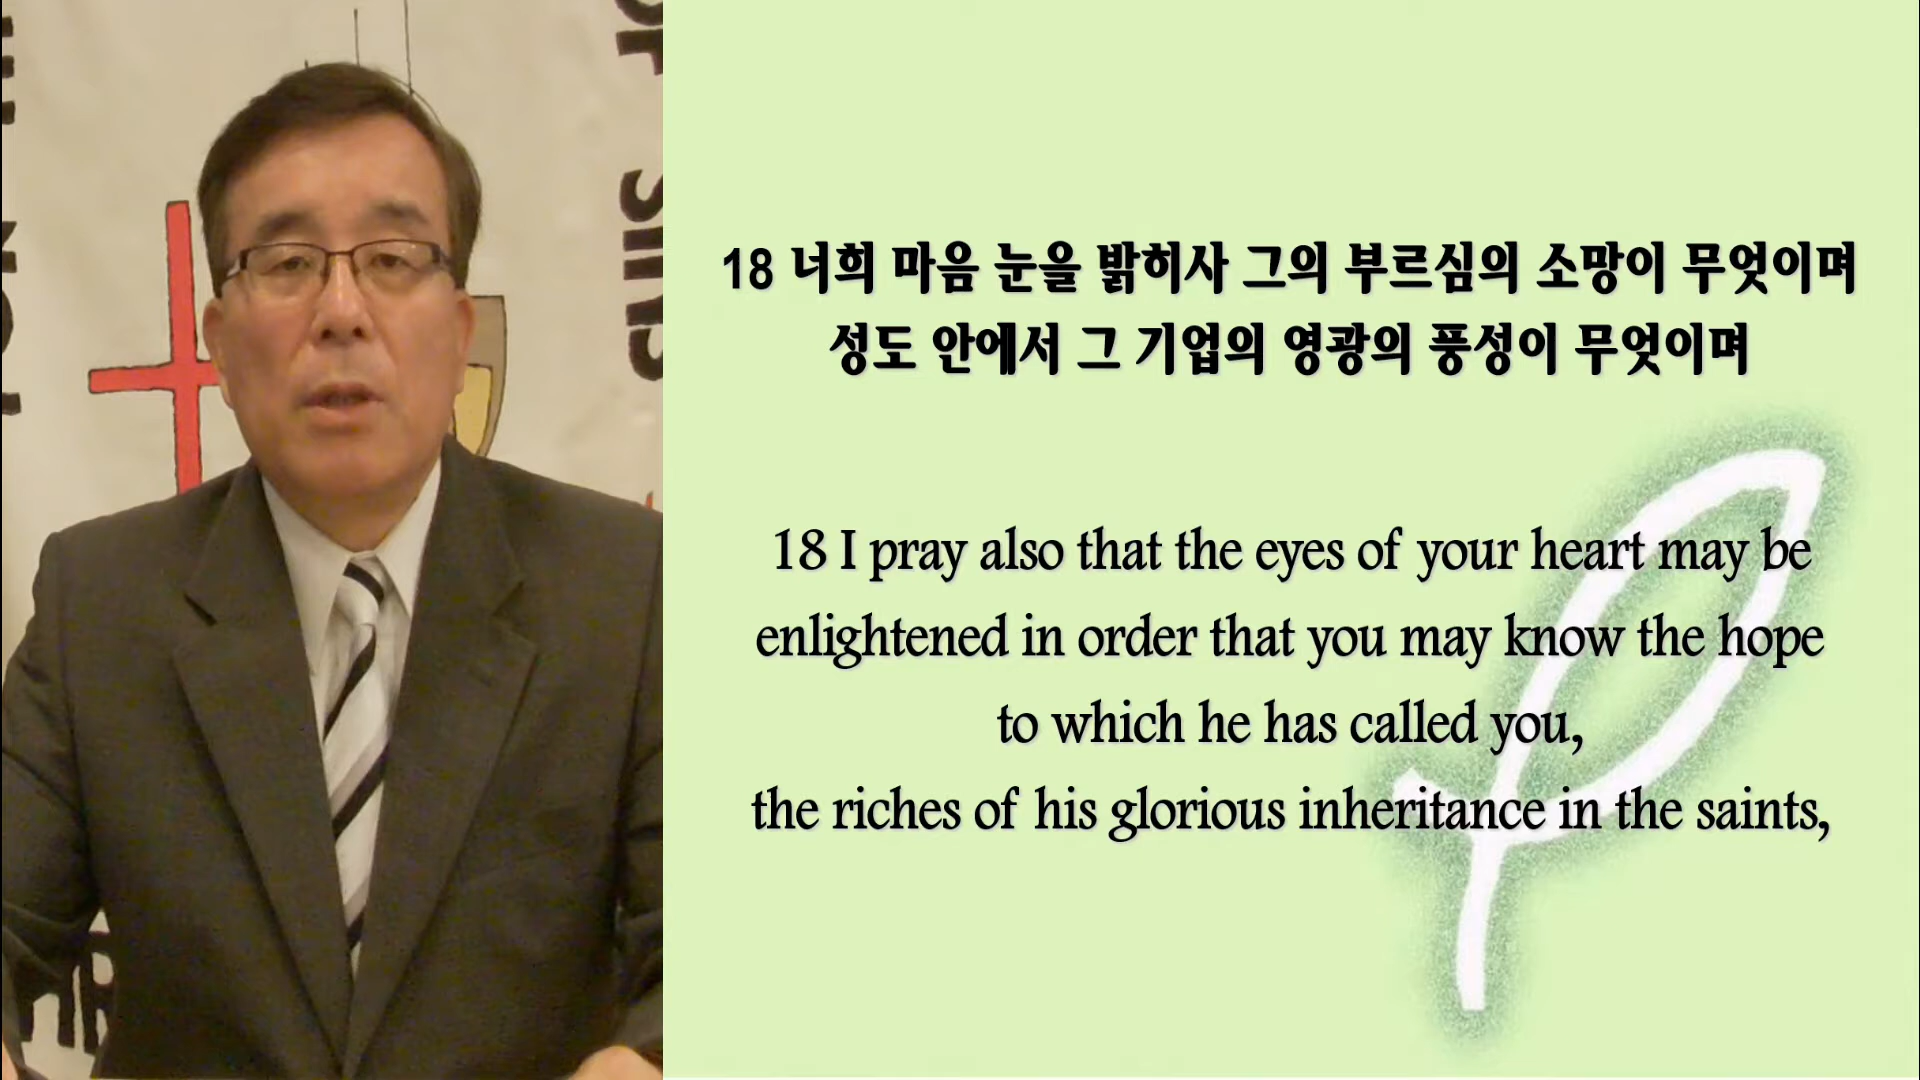 18 너희 마음 눈을 밝히사 그의 부르심의 소망이 무엇이며
성도 안에서 그 기업의 영광의 풍성이 무엇이며
18 I pray also that the eyes of your heart may be
enlightened in order that you may know the hope
to which he has called you,
the riches of his glorious inheritance in the saints,
OF SINS